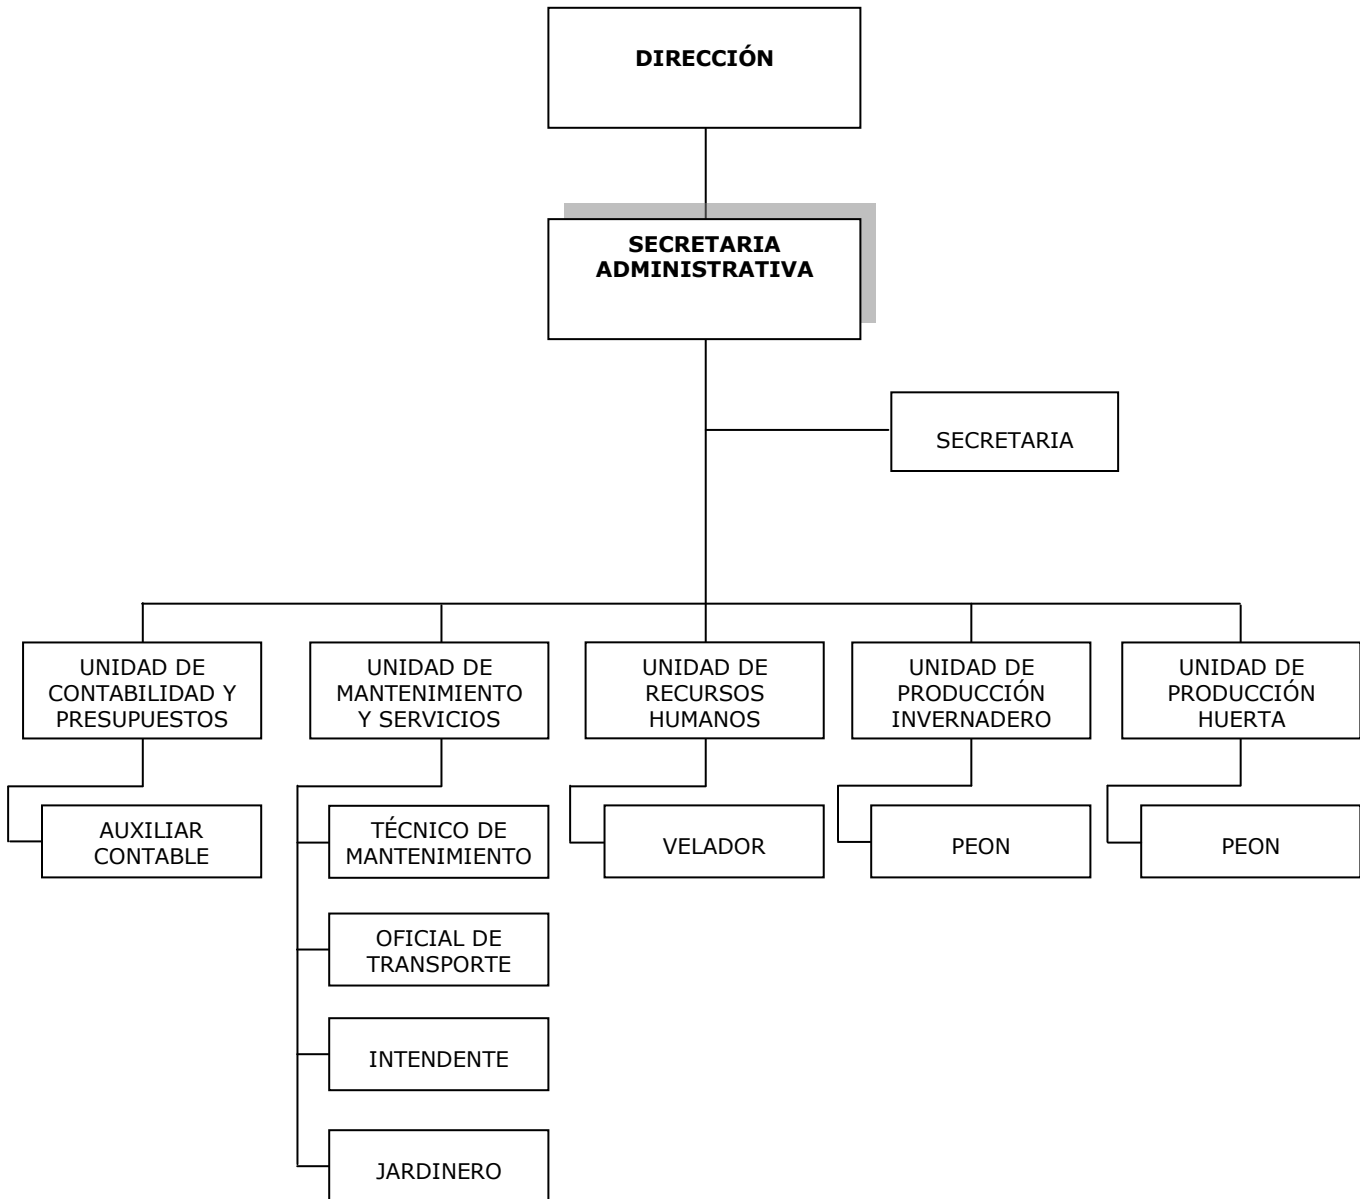 DIRECCIÓN
SECRETARIA
ADMINISTRATIVA
SECRETARIA
UNIDAD DE
CONTABILIDAD Y
PRESUPUESTOS
UNIDAD DE
MANTENIMIENTO
Y SERVICIOS
UNIDAD DE
RECURSOS
HUMANOS
UNIDAD DE
PRODUCCIÓN
INVERNADERO
UNIDAD DE
PRODUCCIÓN
HUERTA
AUXILIAR
CONTABLE
TÉCNICO DE
MANTENIMIENTO
VELADOR
PEON
PEON
OFICIAL DE
TRANSPORTE
INTENDENTE
JARDINERO